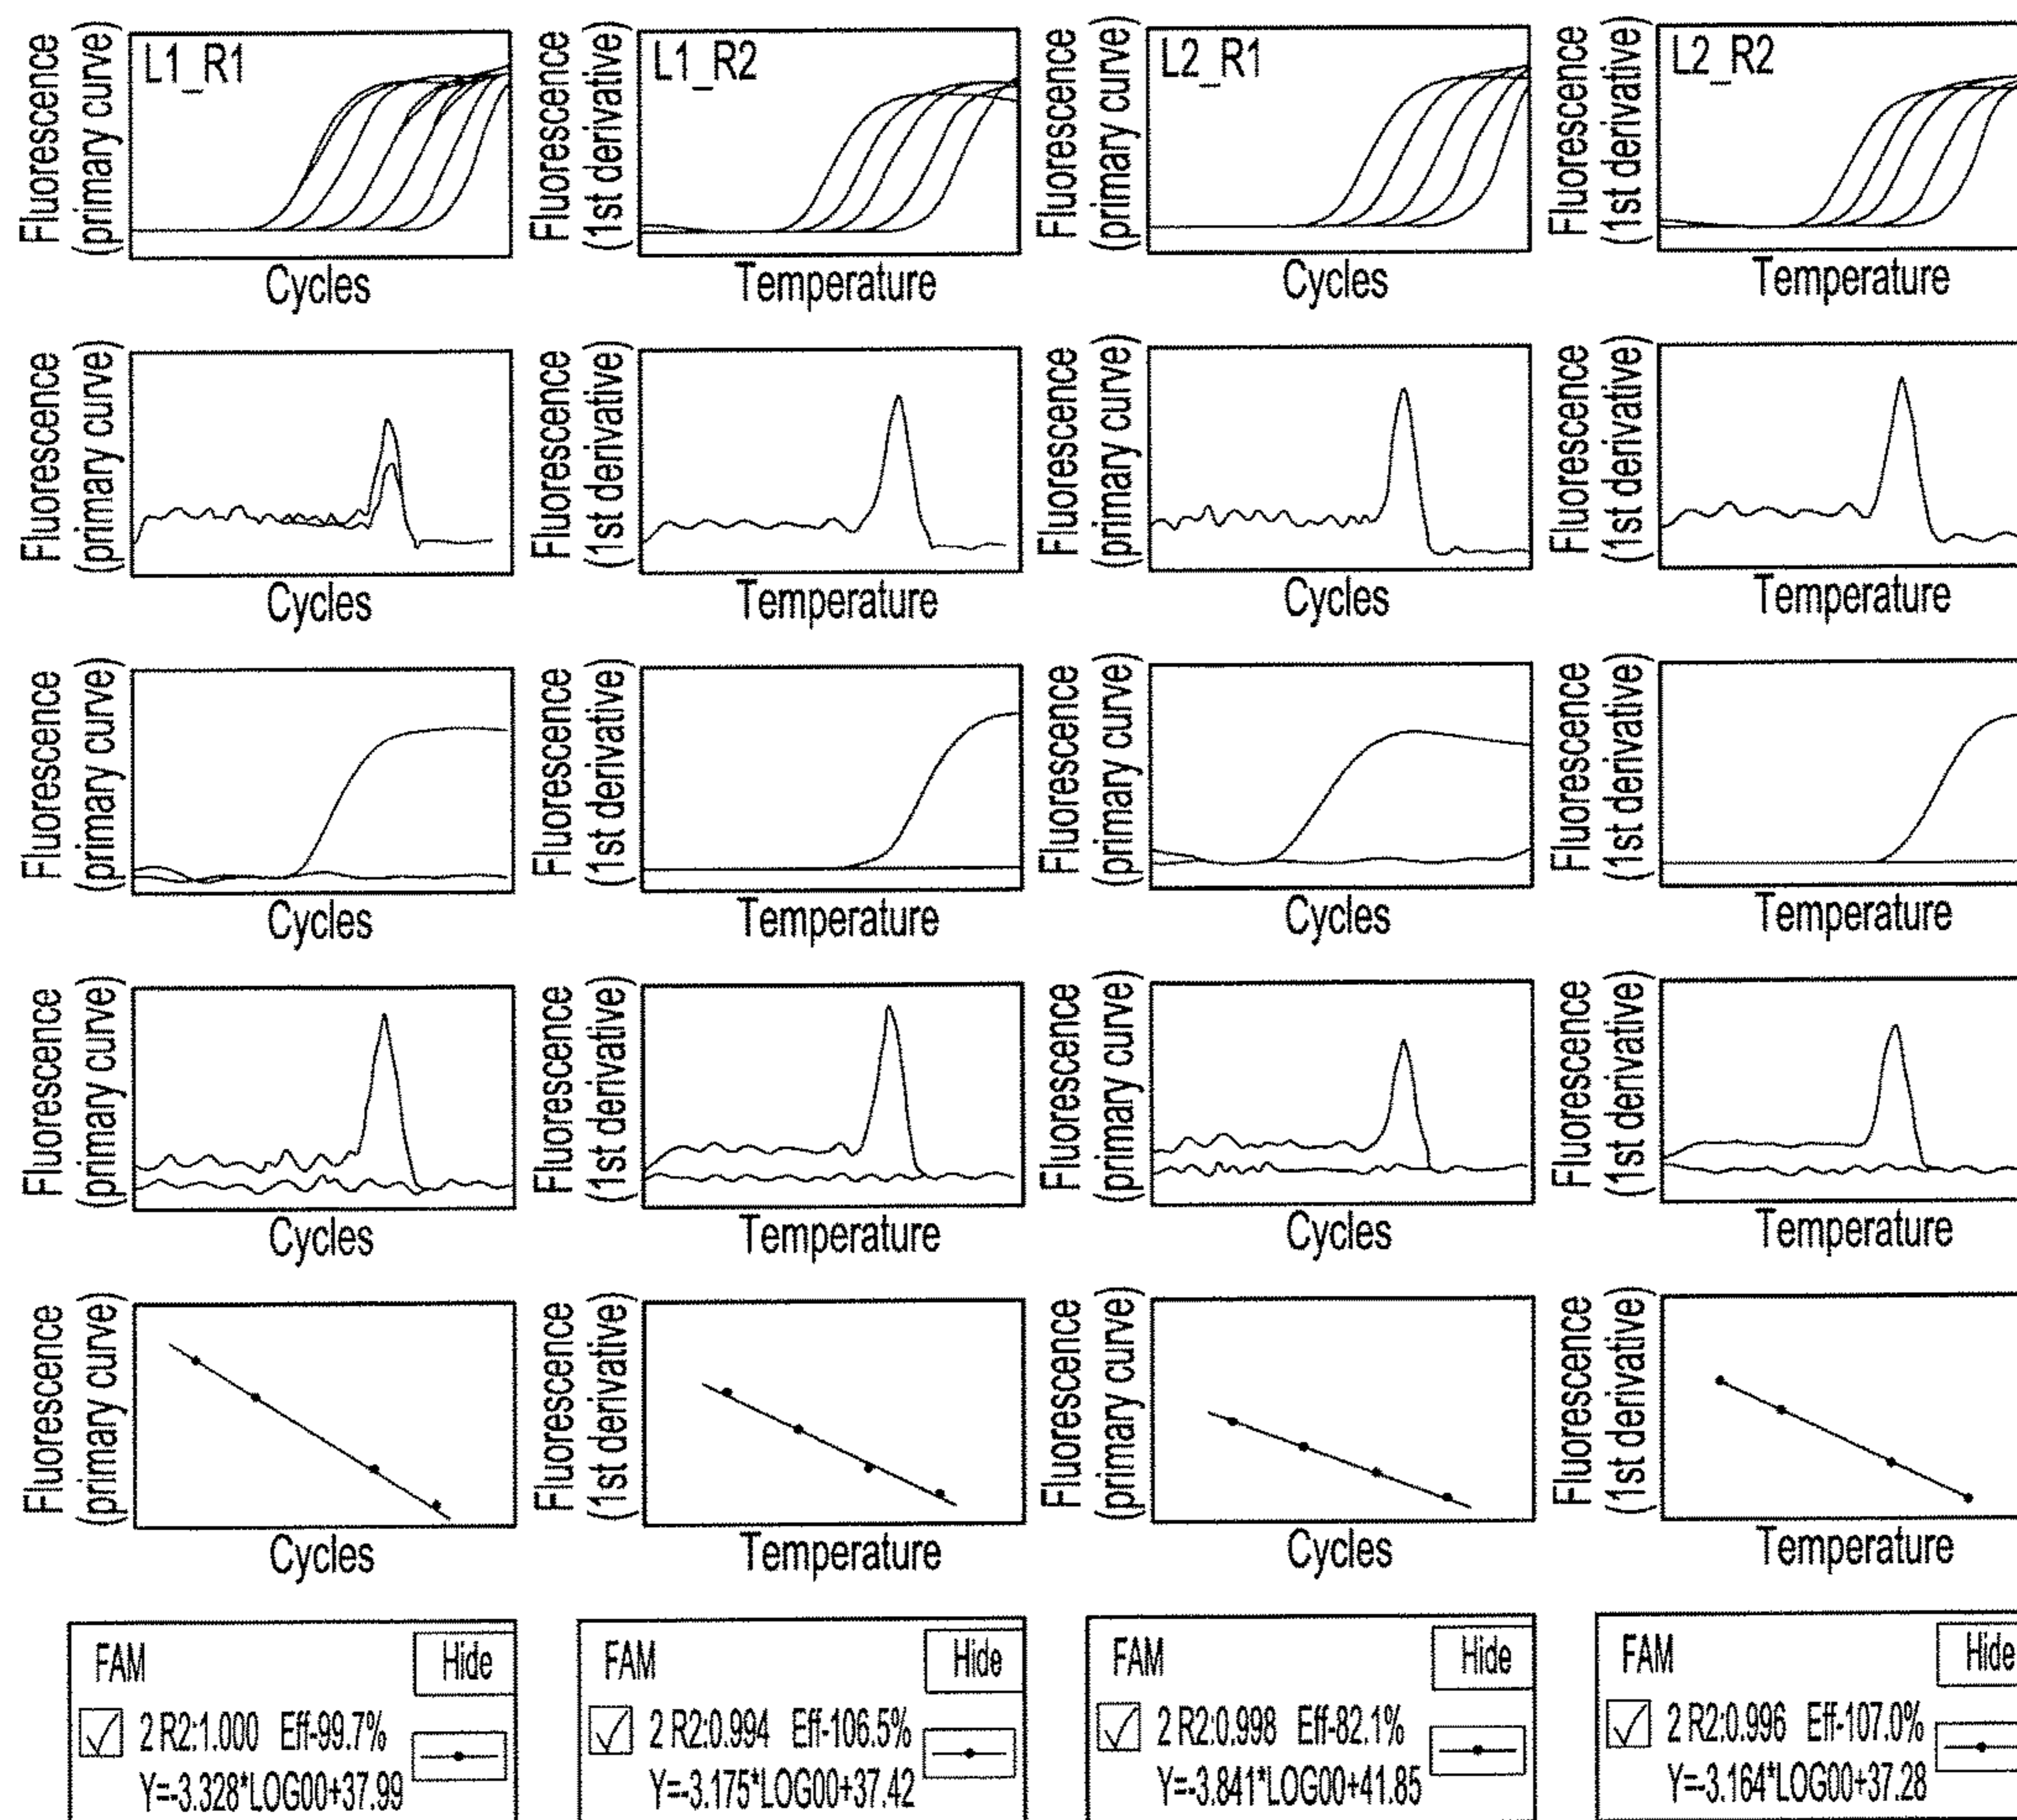 Fluorescence
(primary curve)
L1_R1
Cycles
Fluorescence
(1st derivative)
L1_R2
Temperature
Fluorescence
(primary curve)
L2_R1
Cycles
Fluorescence
(1st derivative)
L2_R2
Temperature
Fluorescence
(primary curve)
Cycles
Fluorescence
(1st derivative)
Temperature
Fluorescence
(primary curve)
Cycles
Fluorescence
(1st derivative)
Temperature
Fluorescence
(primary curve)
Cycles
Fluorescence
(1st derivative)
Temperature
Fluorescence
(primary curve)
Cycles
Fluorescence
(1st derivative)
Temperature
Fluorescence
(primary curve)
Cycles
Fluorescence
(1st derivative)
Temperature
Fluorescence
(primary curve)
Cycles
Fluorescence
(1st derivative)
Temperature
Fluorescence
(primary curve)
Cycles
Fluorescence
(1st derivative)
Temperature
Fluorescence
(primary curve)
Cycles
Fluorescence
(1st derivative)
Temperature
FAM Hide
2 R2:1.000 Eff-99.7%
Y=-3.328*LOG00+37.99
FAM Hide
2 R2:0.994 Eff-106.5%
Y=-3.175*LOG00+37.42
FAM Hide
2 R2:0.998 Eff-82.1%
Y=-3.841*LOG00+41.85
FAM Hide
2 R2:0.996 Eff-107.0%
Y=-3.164*LOG00+37.28